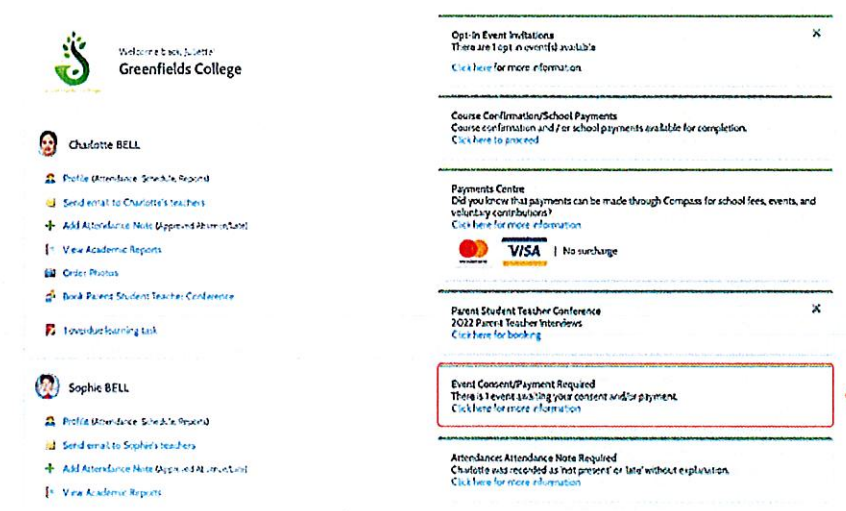 Welcome back, Juliette
Greenfields College
Charlotte BELL
Profile (Attendance, Schedule, Reports)
Send email to Charlotte's teachers
Add Attendance Note (Approved Absence/Late)
View Academic Reports
Order Photos
Book Parent Student Teacher Conference
1 overdue learning task
Sophie BELL
Profile (Attendance, Schedule, Reports)
Send email to Sophie's teachers
Add Attendance Note (Approved Absence/Late)
View Academic Reports
Opt-In Event Invitations
There are 1 opt-in event(s) available
Click here for more information
Course Confirmation/School Payments
Course confirmation and / or school payments available for completion.
Click here to proceed
Payments Centre
Did you know that payments can be made through Compass for school fees, events, and
voluntary contributions?
Click here for more information
VISA | No surcharge
Parent Student Teacher Conference
2022 Parent Teacher Interviews
Click here for booking
Event Consent/Payment Required
There is 1 event awaiting your consent and/or payment.
Click here for more information
Attendance: Attendance Note Required
Charlotte was recorded as 'not present' or 'late' without explanation.
Click here for more information